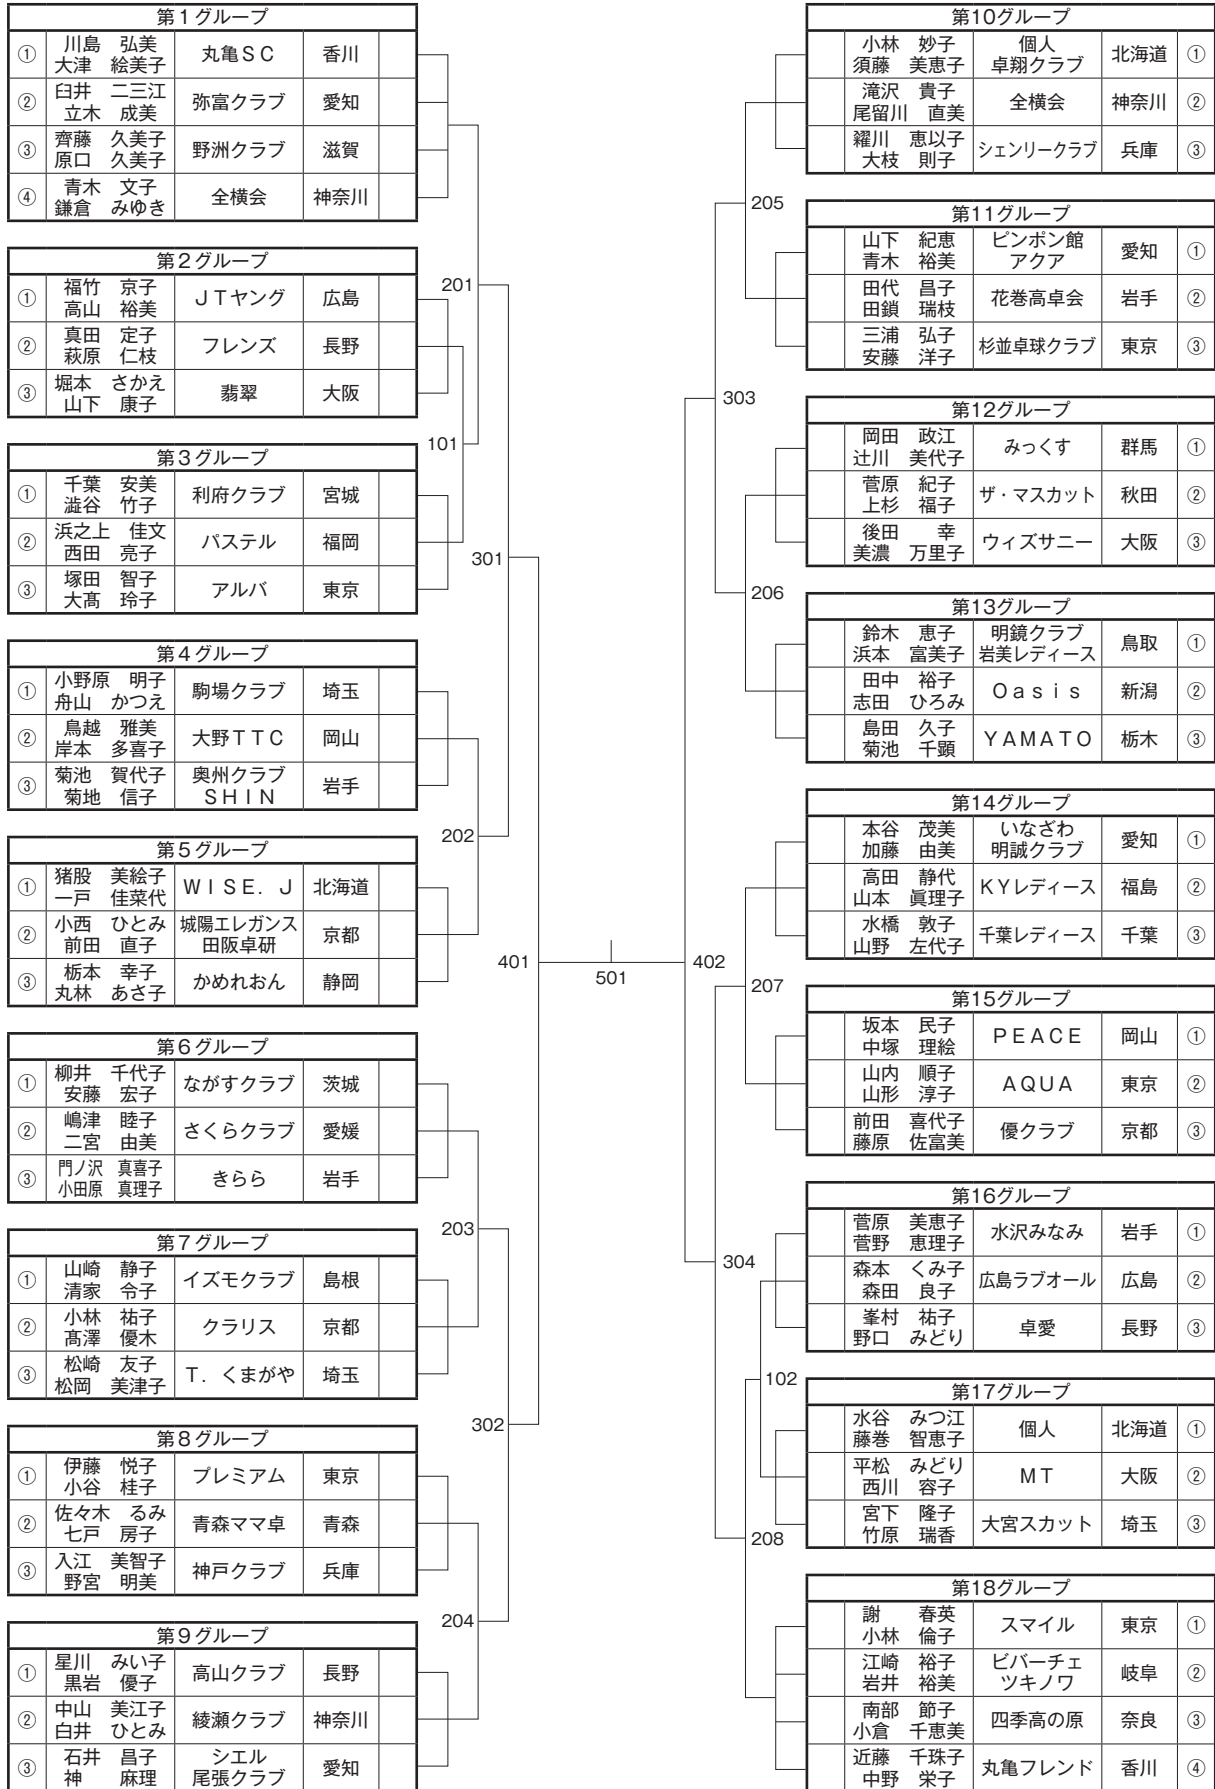 第1グループ
① 川島　弘美 丸亀ＳＣ 香川
大津　絵美子
② 臼井　二三江 弥富クラブ 愛知
立木　成美
③ 齊藤　久美子 野洲クラブ 滋賀
原口　久美子
④ 青木　文子 全横会 神奈川
鎌倉　みゆき
第2グループ
① 福竹　京子 ＪＴヤング 広島
高山　裕美
② 真田　定子 フレンズ 長野
萩原　仁枝
③ 堀本　さかえ 翡翠 大阪
山下　康子
第3グループ
① 千葉　安美 利府クラブ 宮城
澁谷　竹子
② 浜之上　佳文 パステル 福岡
西田　亮子
③ 塚田　智子 アルバ 東京
大髙　玲子
第4グループ
① 小野原　明子 駒場クラブ 埼玉
舟山　かつえ
② 鳥越　雅美 大野ＴＴＣ 岡山
岸本　多喜子
③ 菊池　賀代子 奥州クラブ 岩手
菊地　信子 ＳＨＩＮ
第5グループ
① 猪股　美絵子 ＷＩＳＥ．Ｊ 北海道
一戸　佳菜代
② 小西　ひとみ 城陽エレガンス 京都
前田　直子 田阪卓研
③ 栃本　幸子 かめれおん 静岡
丸林　あさ子
第6グループ
① 柳井　千代子 ながすクラブ 茨城
安藤　宏子
② 嶋津　睦子 さくらクラブ 愛媛
二宮　由美
③ 門ノ沢　真喜子 きらら 岩手
小田原　真理子
第7グループ
① 山崎　静子 イズモクラブ 島根
清家　令子
② 小林　祐子 クラリス 京都
髙澤　優木
③ 松崎　友子 Ｔ．くまがや 埼玉
松岡　美津子
第8グループ
① 伊藤　悦子 プレミアム 東京
小谷　桂子
② 佐々木　るみ 青森ママ卓 青森
七戸　房子
③ 入江　美智子 神戸クラブ 兵庫
野宮　明美
第9グループ
① 星川　みい子 高山クラブ 長野
黒岩　優子
② 中山　美江子 綾瀬クラブ 神奈川
白井　ひとみ
③ 石井　昌子 シエル 愛知
神　麻理 尾張クラブ
201
101
301
202
401
203
302
204
501
205
303
206
402
207
304
102
208
第10グループ
小林　妙子 個人 北海道 ①
須藤　美恵子 卓翔クラブ
滝沢　貴子 全横会 神奈川 ②
尾留川　直美
糴川　恵以子 シェンリークラブ 兵庫 ③
大枝　則子
第11グループ
山下　紀恵 ピンポン館 愛知 ①
青木　裕美 アクア
田代　昌子 花巻高卓会 岩手 ②
田鎖　瑞枝
三浦　弘子 杉並卓球クラブ 東京 ③
安藤　洋子
第12グループ
岡田　政江 みっくす 群馬 ①
辻川　美代子
菅原　紀子 ザ・マスカット 秋田 ②
上杉　福子
後田　幸 ウィズサニー 大阪 ③
美濃　万里子
第13グループ
鈴木　恵子 明鏡クラブ 鳥取 ①
浜本　富美子 岩美レディース
田中　裕子 Ｏａｓｉｓ 新潟 ②
志田　ひろみ
島田　久子 ＹＡＭＡＴＯ 栃木 ③
菊池　千顕
第14グループ
本谷　茂美 いなざわ 愛知 ①
加藤　由美 明誠クラブ
高田　静代 ＫＹレディース 福島 ②
山本　眞理子
水橋　敦子 千葉レディース 千葉 ③
山野　左代子
第15グループ
坂本　民子 ＰＥＡＣＥ 岡山 ①
中塚　理絵
山内　順子 ＡＱＵＡ 東京 ②
山形　淳子
前田　喜代子 優クラブ 京都 ③
藤原　佐富美
第16グループ
菅原　美恵子 水沢みなみ 岩手 ①
菅野　恵理子
森本　くみ子 広島ラブオール 広島 ②
森田　良子
峯村　祐子 卓愛 長野 ③
野口　みどり
第17グループ
水谷　みつ江 個人 北海道 ①
藤巻　智恵子
平松　みどり ＭＴ 大阪 ②
西川　容子
宮下　隆子 大宮スカット 埼玉 ③
竹原　瑞香
第18グループ
謝　春英 スマイル 東京 ①
小林　倫子
江崎　裕子 ビバーチェ 岐阜 ②
岩井　裕美 ツキノワ
南部　節子 四季高の原 奈良 ③
小倉　千恵美
近藤　千珠子 丸亀フレンド 香川 ④
中野　栄子